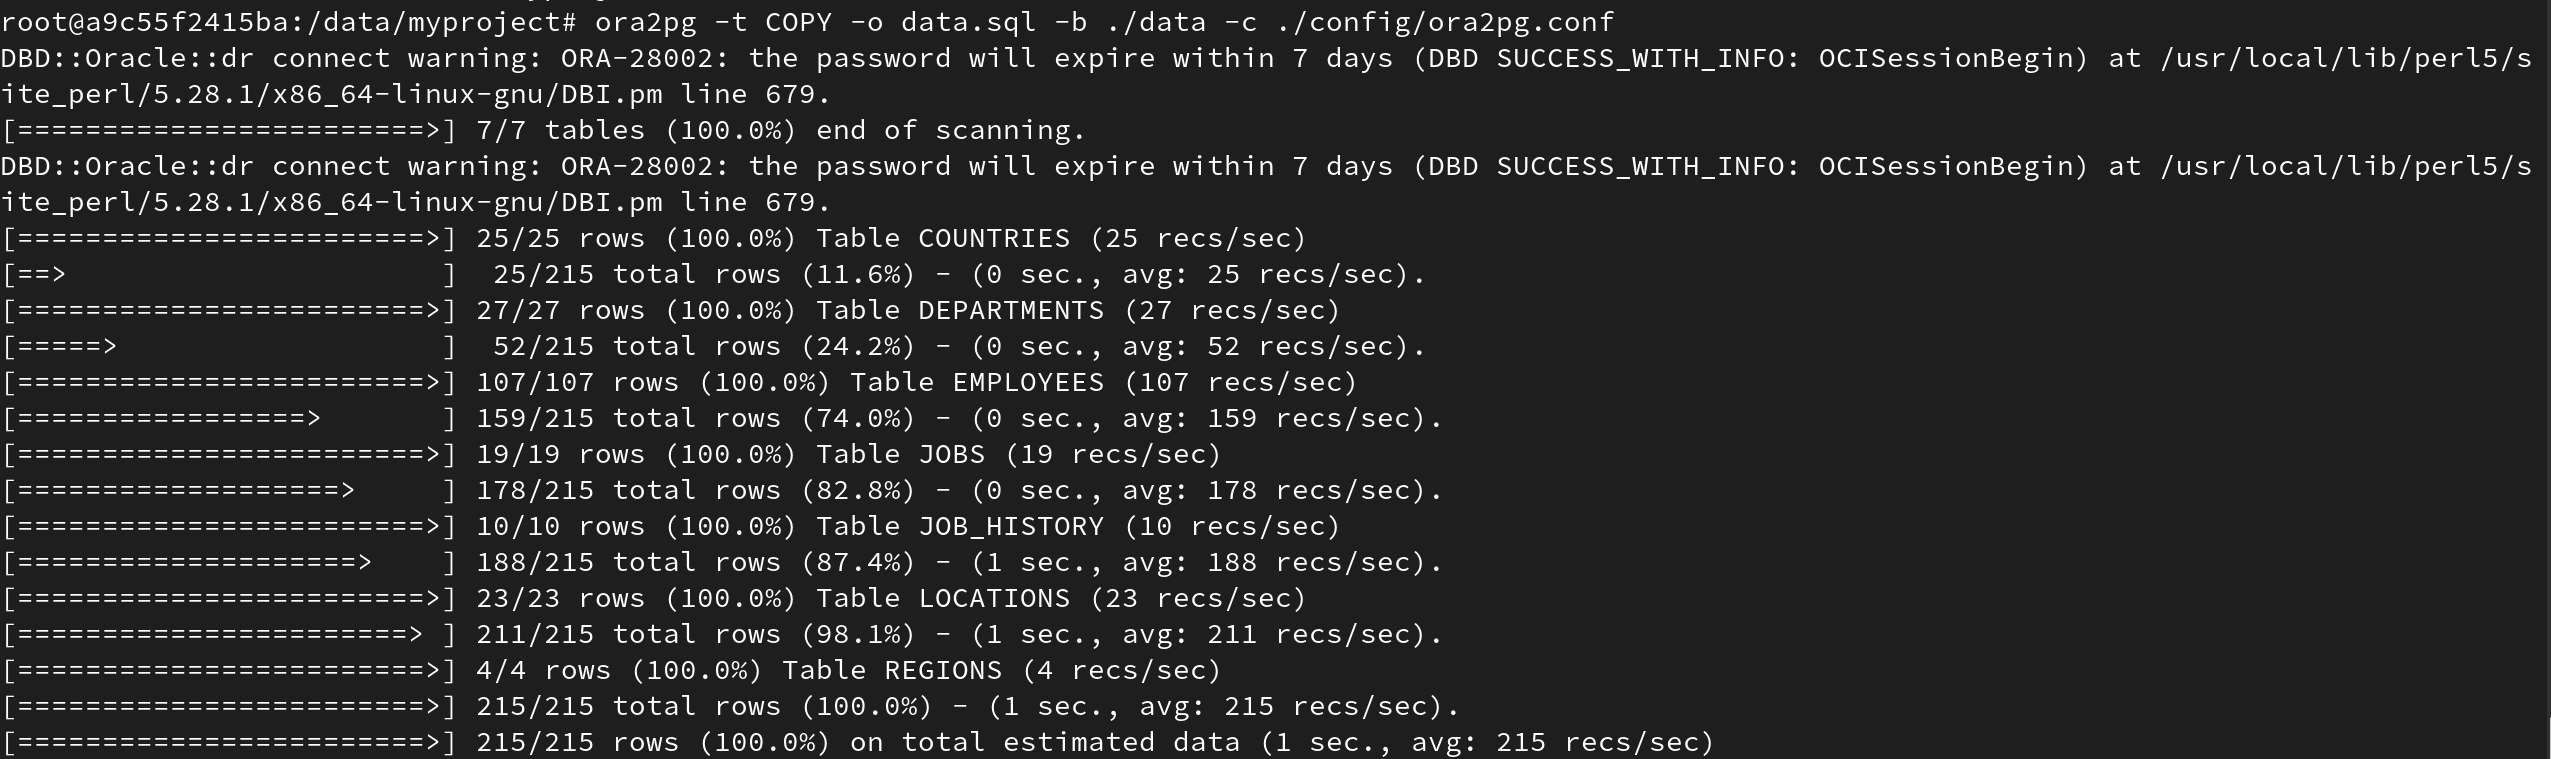 root@a9c55f2415ba:/data/myproject# ora2pg -t COPY -o data.sql -b ./data -c ./config/ora2pg.conf
DBD::Oracle::dr connect warning: ORA-28002: the password will expire within 7 days (DBD SUCCESS_WITH_INFO: OCISessionBegin) at /usr/local/lib/perl5/s
ite_perl/5.28.1/x86_64-linux-gnu/DBI.pm line 679.
[========================>] 7/7 tables (100.0%) end of scanning.
DBD::Oracle::dr connect warning: ORA-28002: the password will expire within 7 days (DBD SUCCESS_WITH_INFO: OCISessionBegin) at /usr/local/lib/perl5/s
ite_perl/5.28.1/x86_64-linux-gnu/DBI.pm line 679.
[========================>] 25/25 rows (100.0%) Table COUNTRIES (25 recs/sec)
[==>                      ]  25/215 total rows (11.6%) - (0 sec., avg: 25 recs/sec).
[========================>] 27/27 rows (100.0%) Table DEPARTMENTS (27 recs/sec)
[=====>                   ]  52/215 total rows (24.2%) - (0 sec., avg: 52 recs/sec).
[========================>] 107/107 rows (100.0%) Table EMPLOYEES (107 recs/sec)
[=================>       ] 159/215 total rows (74.0%) - (0 sec., avg: 159 recs/sec).
[========================>] 19/19 rows (100.0%) Table JOBS (19 recs/sec)
[===================>     ] 178/215 total rows (82.8%) - (0 sec., avg: 178 recs/sec).
[========================>] 10/10 rows (100.0%) Table JOB_HISTORY (10 recs/sec)
[====================>    ] 188/215 total rows (87.4%) - (1 sec., avg: 188 recs/sec).
[========================>] 23/23 rows (100.0%) Table LOCATIONS (23 recs/sec)
[=======================> ] 211/215 total rows (98.1%) - (1 sec., avg: 211 recs/sec).
[========================>] 4/4 rows (100.0%) Table REGIONS (4 recs/sec)
[========================>] 215/215 total rows (100.0%) - (1 sec., avg: 215 recs/sec).
[========================>] 215/215 rows (100.0%) on total estimated data (1 sec., avg: 215 recs/sec)